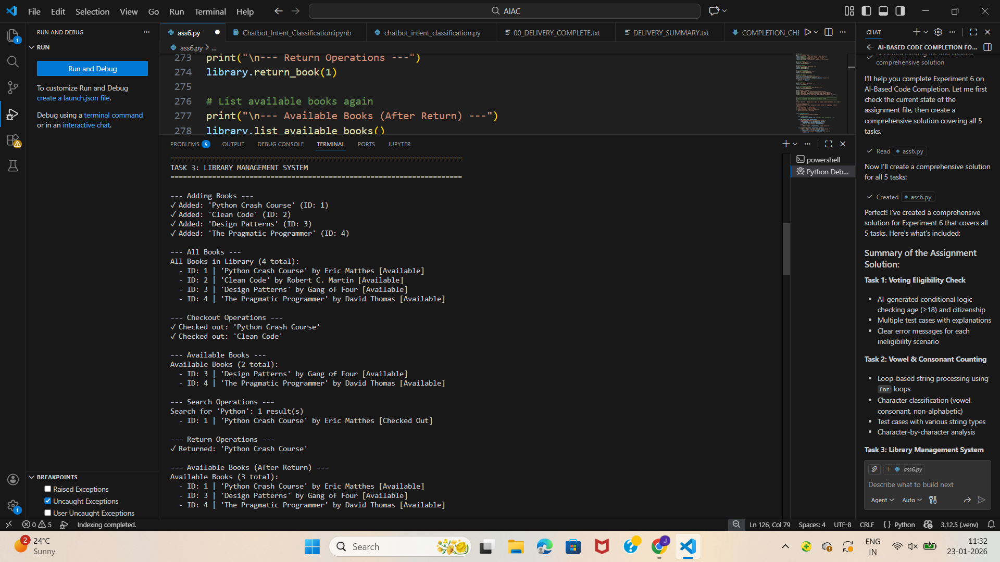 File Edit Selection View Go Run Terminal Help
AIAC
RUN AND DEBUG
RUN
Run and Debug
To customize Run and Debug
create a launch.json file.
Debug using a terminal command
or in an interactive chat.
BREAKPOINTS
Raised Exceptions
Uncaught Exceptions
User Uncaught Exceptions
ass6.py
Chatbot_Intent_Classification.ipynb
chatbot_intent_classification.py
00_DELIVERY_COMPLETE.txt
DELIVERY_SUMMARY.txt
COMPLETION_CHE
ass6.py > ...
273 print("\n--- Return Operations ---")
274 library.return_book(1)
275
276 # List available books again
277 print("\n--- Available Books (After Return) ---")
278 library.list_available_books()
PROBLEMS 5 OUTPUT DEBUG CONSOLE TERMINAL PORTS JUPYTER
======================================================================
TASK 3: LIBRARY MANAGEMENT SYSTEM
======================================================================
--- Adding Books ---
✓ Added: 'Python Crash Course' (ID: 1)
✓ Added: 'Clean Code' (ID: 2)
✓ Added: 'Design Patterns' (ID: 3)
✓ Added: 'The Pragmatic Programmer' (ID: 4)
--- All Books ---
All Books in Library (4 total):
- ID: 1 | 'Python Crash Course' by Eric Matthes [Available]
- ID: 2 | 'Clean Code' by Robert C. Martin [Available]
- ID: 3 | 'Design Patterns' by Gang of Four [Available]
- ID: 4 | 'The Pragmatic Programmer' by David Thomas [Available]
--- Checkout Operations ---
✓ Checked out: 'Python Crash Course'
✓ Checked out: 'Clean Code'
--- Available Books ---
Available Books (2 total):
- ID: 3 | 'Design Patterns' by Gang of Four [Available]
- ID: 4 | 'The Pragmatic Programmer' by David Thomas [Available]
--- Search Operations ---
Search for 'Python': 1 result(s)
- ID: 1 | 'Python Crash Course' by Eric Matthes [Checked Out]
--- Return Operations ---
✓ Returned: 'Python Crash Course'
--- Available Books (After Return) ---
Available Books (3 total):
- ID: 1 | 'Python Crash Course' by Eric Matthes [Available]
- ID: 3 | 'Design Patterns' by Gang of Four [Available]
- ID: 4 | 'The Pragmatic Programmer' by David Thomas [Available]
powershell
Python Deb...
CHAT
AI-BASED CODE COMPLETION FO...
Reviewed existing file and created
comprehensive solution
I'll help you complete Experiment 6 on
AI-Based Code Completion. Let me first
check the current state of the
assignment file, then create a
comprehensive solution covering all 5
tasks.
Read ass6.py
Now I'll create a comprehensive solution
for all 5 tasks:
Created ass6.py
Perfect! I've created a comprehensive
solution for Experiment 6 that covers all
5 tasks. Here's what's included:
Summary of the Assignment
Solution:
Task 1: Voting Eligibility Check
• AI-generated conditional logic
checking age (≥18) and citizenship
• Multiple test cases with explanations
• Clear error messages for each
ineligibility scenario
Task 2: Vowel & Consonant Counting
• Loop-based string processing using
for loops
• Character classification (vowel,
consonant, non-alphabetic)
• Test cases with various string types
• Character-by-character analysis
Task 3: Library Management System
+ ass6.py
Describe what to build next
Agent Auto
0 5 Indexing completed.
Ln 126, Col 79 Spaces: 4 UTF-8 CRLF {} Python 3.12.5 (.venv)
2
24°C
Sunny
Search
J
ENG
IN
11:32
23-01-2026